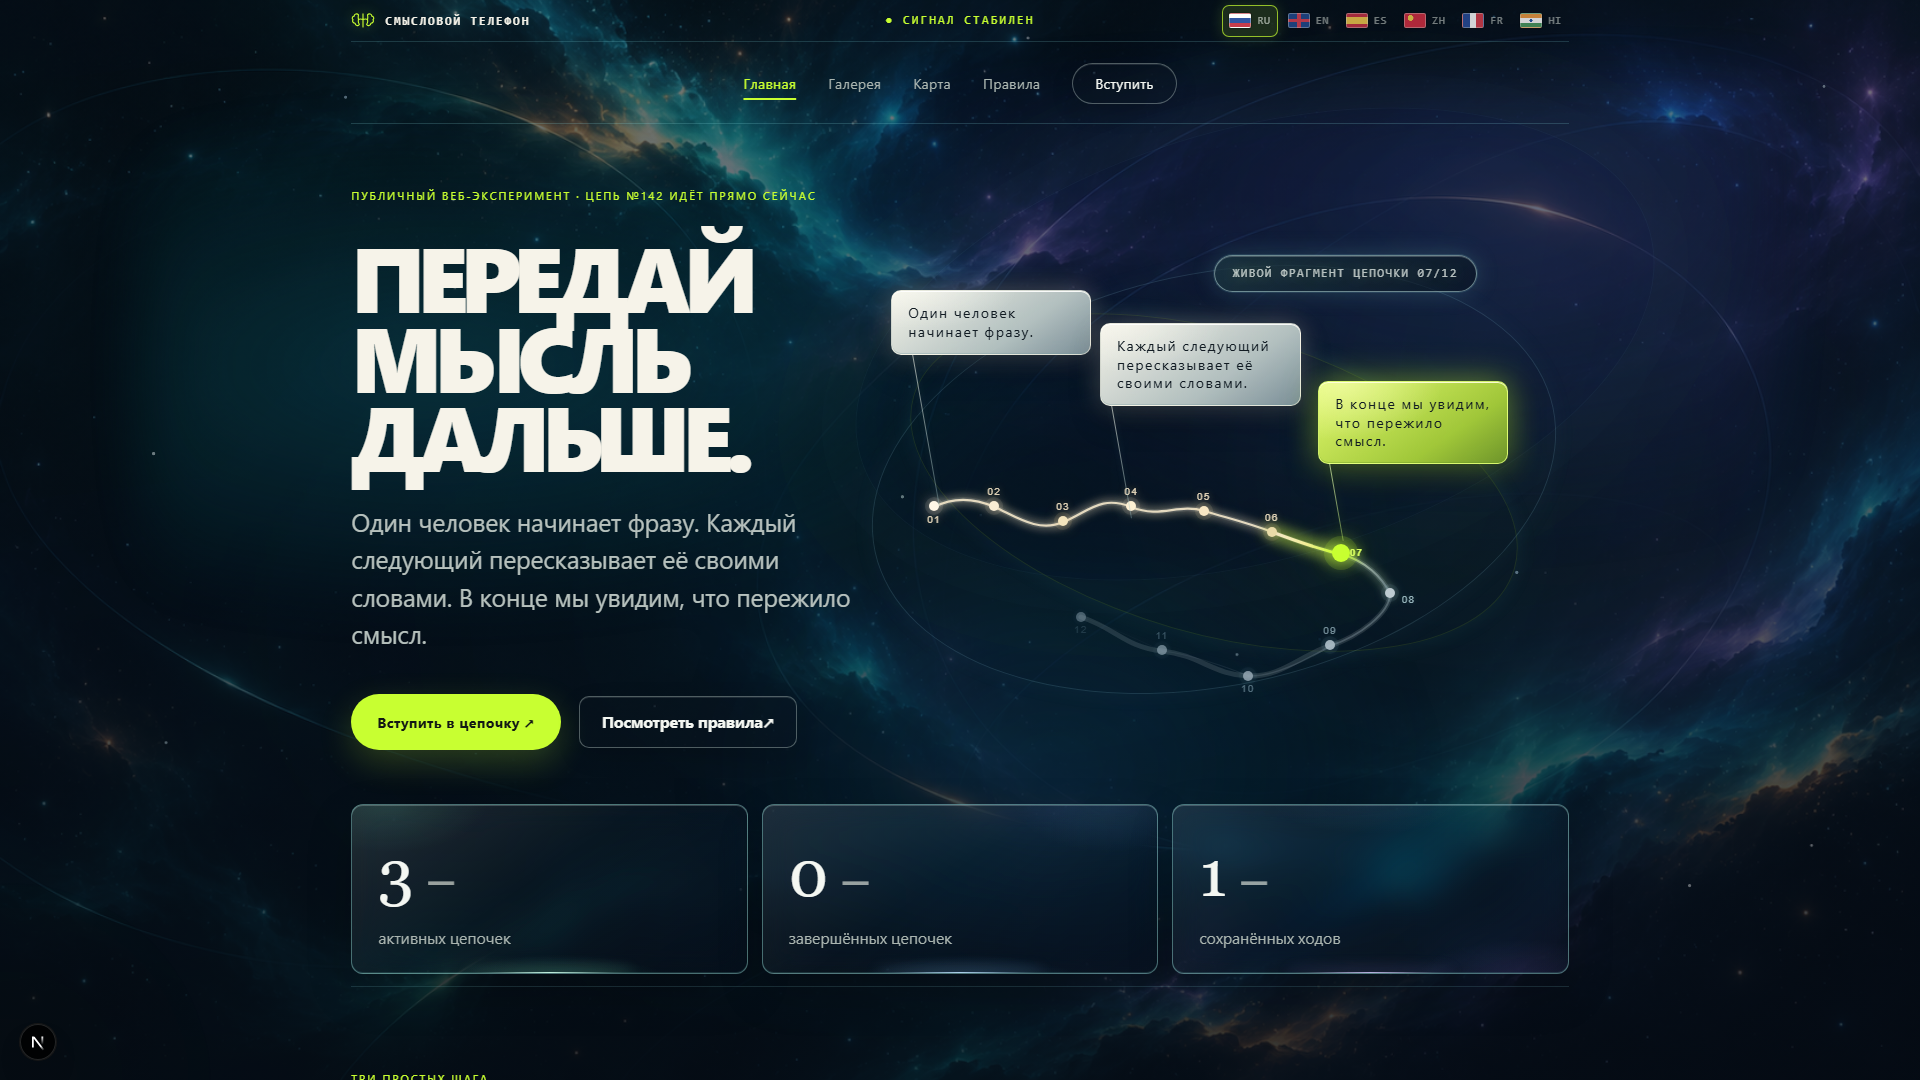 СМЫСЛОВОЙ ТЕЛЕФОН
● СИГНАЛ СТАБИЛЕН
RU EN ES ZH FR HI
Главная Галерея Карта Правила Вступить
ПУБЛИЧНЫЙ ВЕБ-ЭКСПЕРИМЕНТ · ЦЕПЬ №142 ИДЁТ ПРЯМО СЕЙЧАС
ПЕРЕДАЙ
МЫСЛЬ
ДАЛЬШЕ.
Один человек начинает фразу. Каждый
следующий пересказывает её своими
словами. В конце мы увидим, что пережило
смысл.
Вступить в цепочку ↗
Посмотреть правила↗
ЖИВОЙ ФРАГМЕНТ ЦЕПОЧКИ 07/12
Один человек
начинает фразу.
Каждый следующий
пересказывает её
своими словами.
В конце мы увидим,
что пережило
смысл.
01
02
03
04
05
06
07
08
09
10
11
12
3 –
активных цепочек
0 –
завершённых цепочек
1 –
сохранённых ходов
N
ТРИ ПРОСТЫХ ШАГА